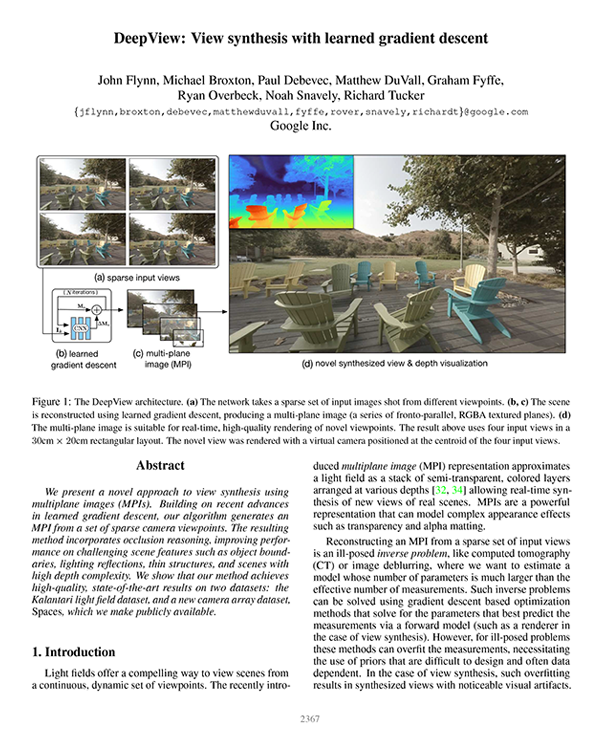 DeepView: View synthesis with learned gradient descent
John Flynn, Michael Broxton, Paul Debevec, Matthew DuVall, Graham Fyffe,
Ryan Overbeck, Noah Snavely, Richard Tucker
{jflynn,broxton,debevec,matthewduvall,fyffe,rover,snavely,richardt}@google.com
Google Inc.
(a) sparse input views
(N iterations)
CNN
(b) learned
gradient descent
(c) multi-plane
image (MPI)
(d) novel synthesized view & depth visualization
Figure 1: The DeepView architecture. (a) The network takes a sparse set of input images shot from different viewpoints. (b, c) The scene
is reconstructed using learned gradient descent, producing a multi-plane image (a series of fronto-parallel, RGBA textured planes). (d)
The multi-plane image is suitable for real-time, high-quality rendering of novel viewpoints. The result above uses four input views in a
30cm × 20cm rectangular layout. The novel view was rendered with a virtual camera positioned at the centroid of the four input views.
Abstract
We present a novel approach to view synthesis using
multiplane images (MPIs). Building on recent advances
in learned gradient descent, our algorithm generates an
MPI from a set of sparse camera viewpoints. The resulting
method incorporates occlusion reasoning, improving perfor-
mance on challenging scene features such as object bound-
aries, lighting reflections, thin structures, and scenes with
high depth complexity. We show that our method achieves
high-quality, state-of-the-art results on two datasets: the
Kalantari light field dataset, and a new camera array dataset,
Spaces, which we make publicly available.
1. Introduction
Light fields offer a compelling way to view scenes from
a continuous, dynamic set of viewpoints. The recently intro-
duced multiplane image (MPI) representation approximates
a light field as a stack of semi-transparent, colored layers
arranged at various depths [32, 34] allowing real-time syn-
thesis of new views of real scenes. MPIs are a powerful
representation that can model complex appearance effects
such as transparency and alpha matting.
Reconstructing an MPI from a sparse set of input views
is an ill-posed inverse problem, like computed tomography
(CT) or image deblurring, where we want to estimate a
model whose number of parameters is much larger than the
effective number of measurements. Such inverse problems
can be solved using gradient descent based optimization
methods that solve for the parameters that best predict the
measurements via a forward model (such as a renderer in
the case of view synthesis). However, for ill-posed problems
these methods can overfit the measurements, necessitating
the use of priors that are difficult to design and often data
dependent. In the case of view synthesis, such overfitting
results in synthesized views with noticeable visual artifacts.
2367